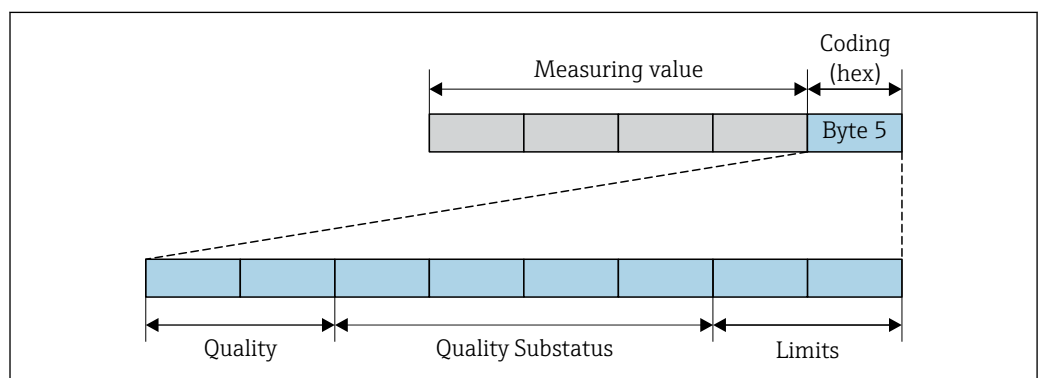 Coding
(hex)
Measuring value
Byte 5
Quality
Quality Substatus
Limits